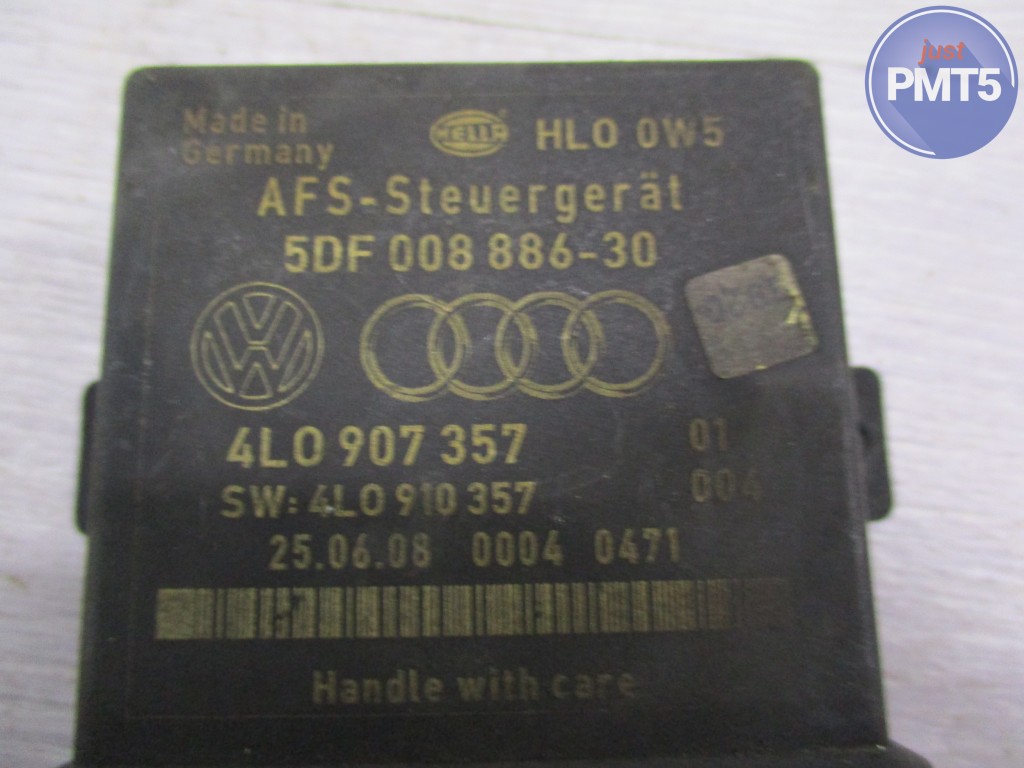 just
PMT5
Made in
Germany
HELLA HLO 0W5
AFS-Steuergerät
5DF 008 886-30
4L0 907 357 01
SW: 4L0 910 357 004
25.06.08 0004 0471
Handle with care